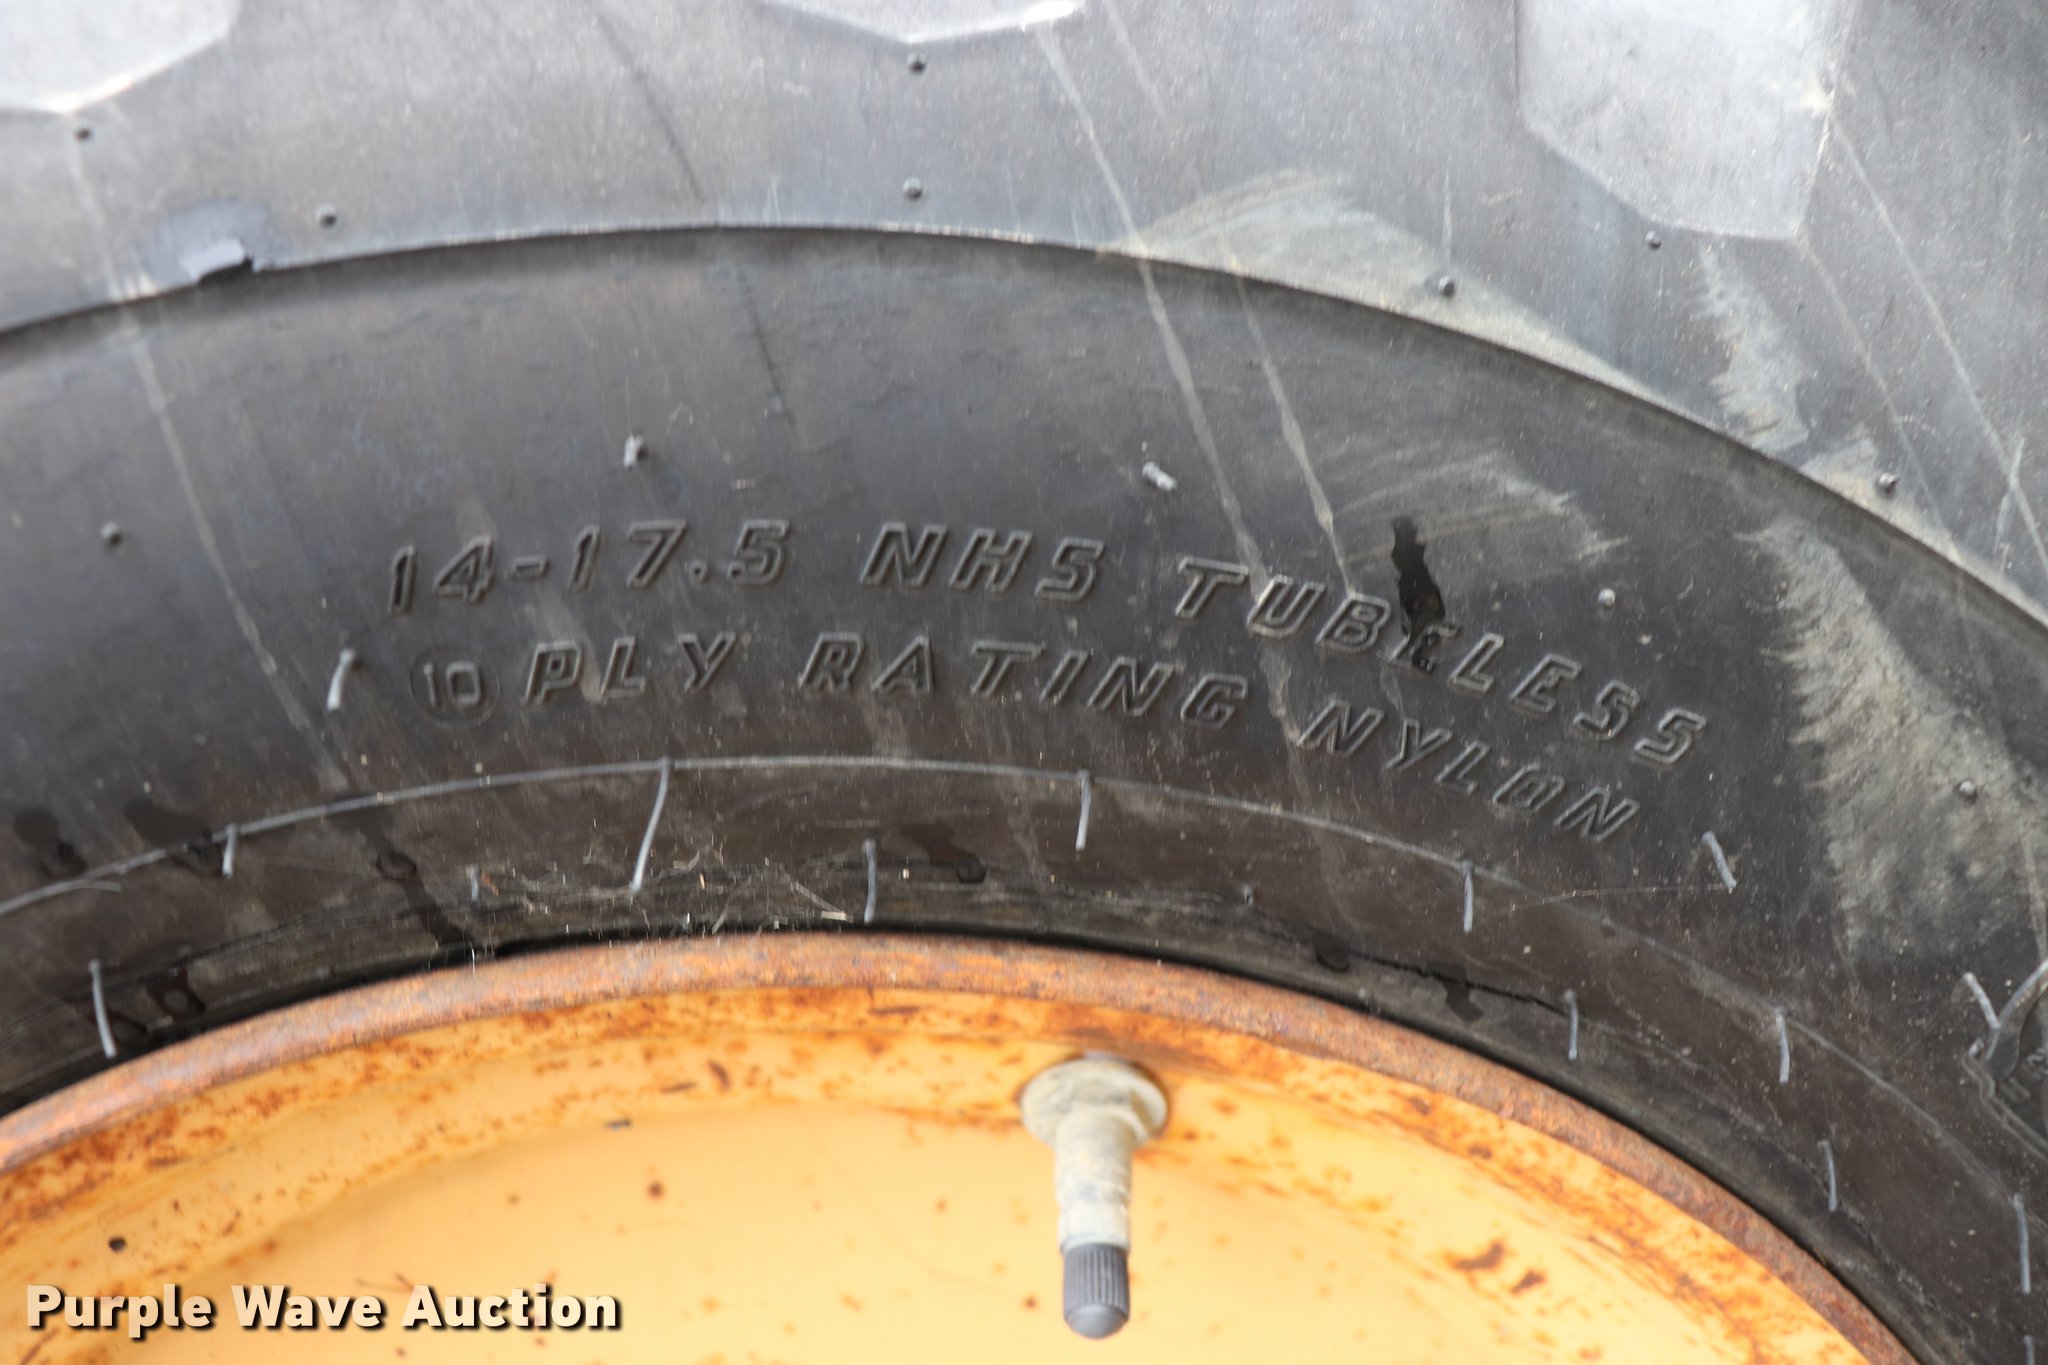 14-17.5 NHS TUBELESS
10 PLY RATING NYLON
Purple Wave Auction